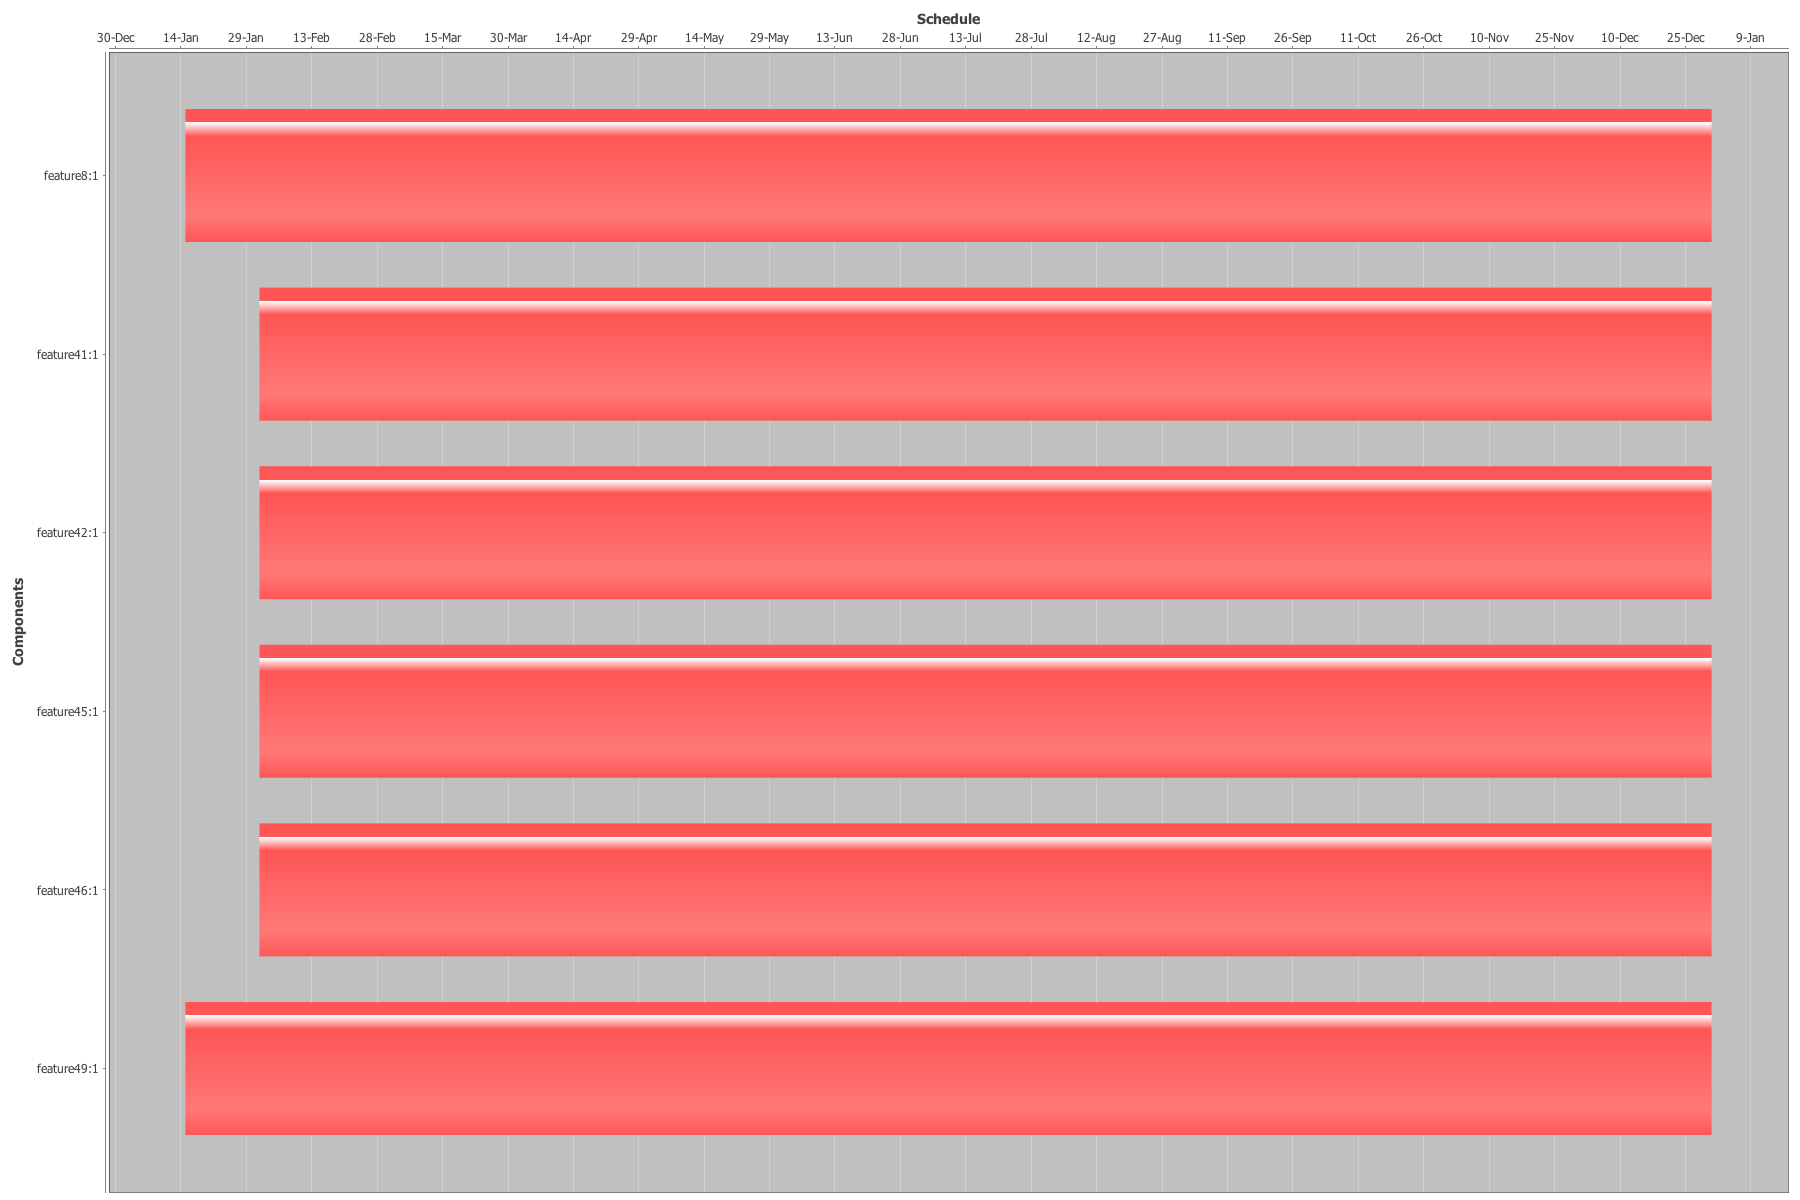 Schedule
30-Dec 14-Jan 29-Jan 13-Feb 28-Feb 15-Mar 30-Mar 14-Apr 29-Apr 14-May 29-May 13-Jun 28-Jun 13-Jul 28-Jul 12-Aug 27-Aug 11-Sep 26-Sep 11-Oct 26-Oct 10-Nov 25-Nov 10-Dec 25-Dec 9-Jan
Components
feature8:1
feature41:1
feature42:1
feature45:1
feature46:1
feature49:1